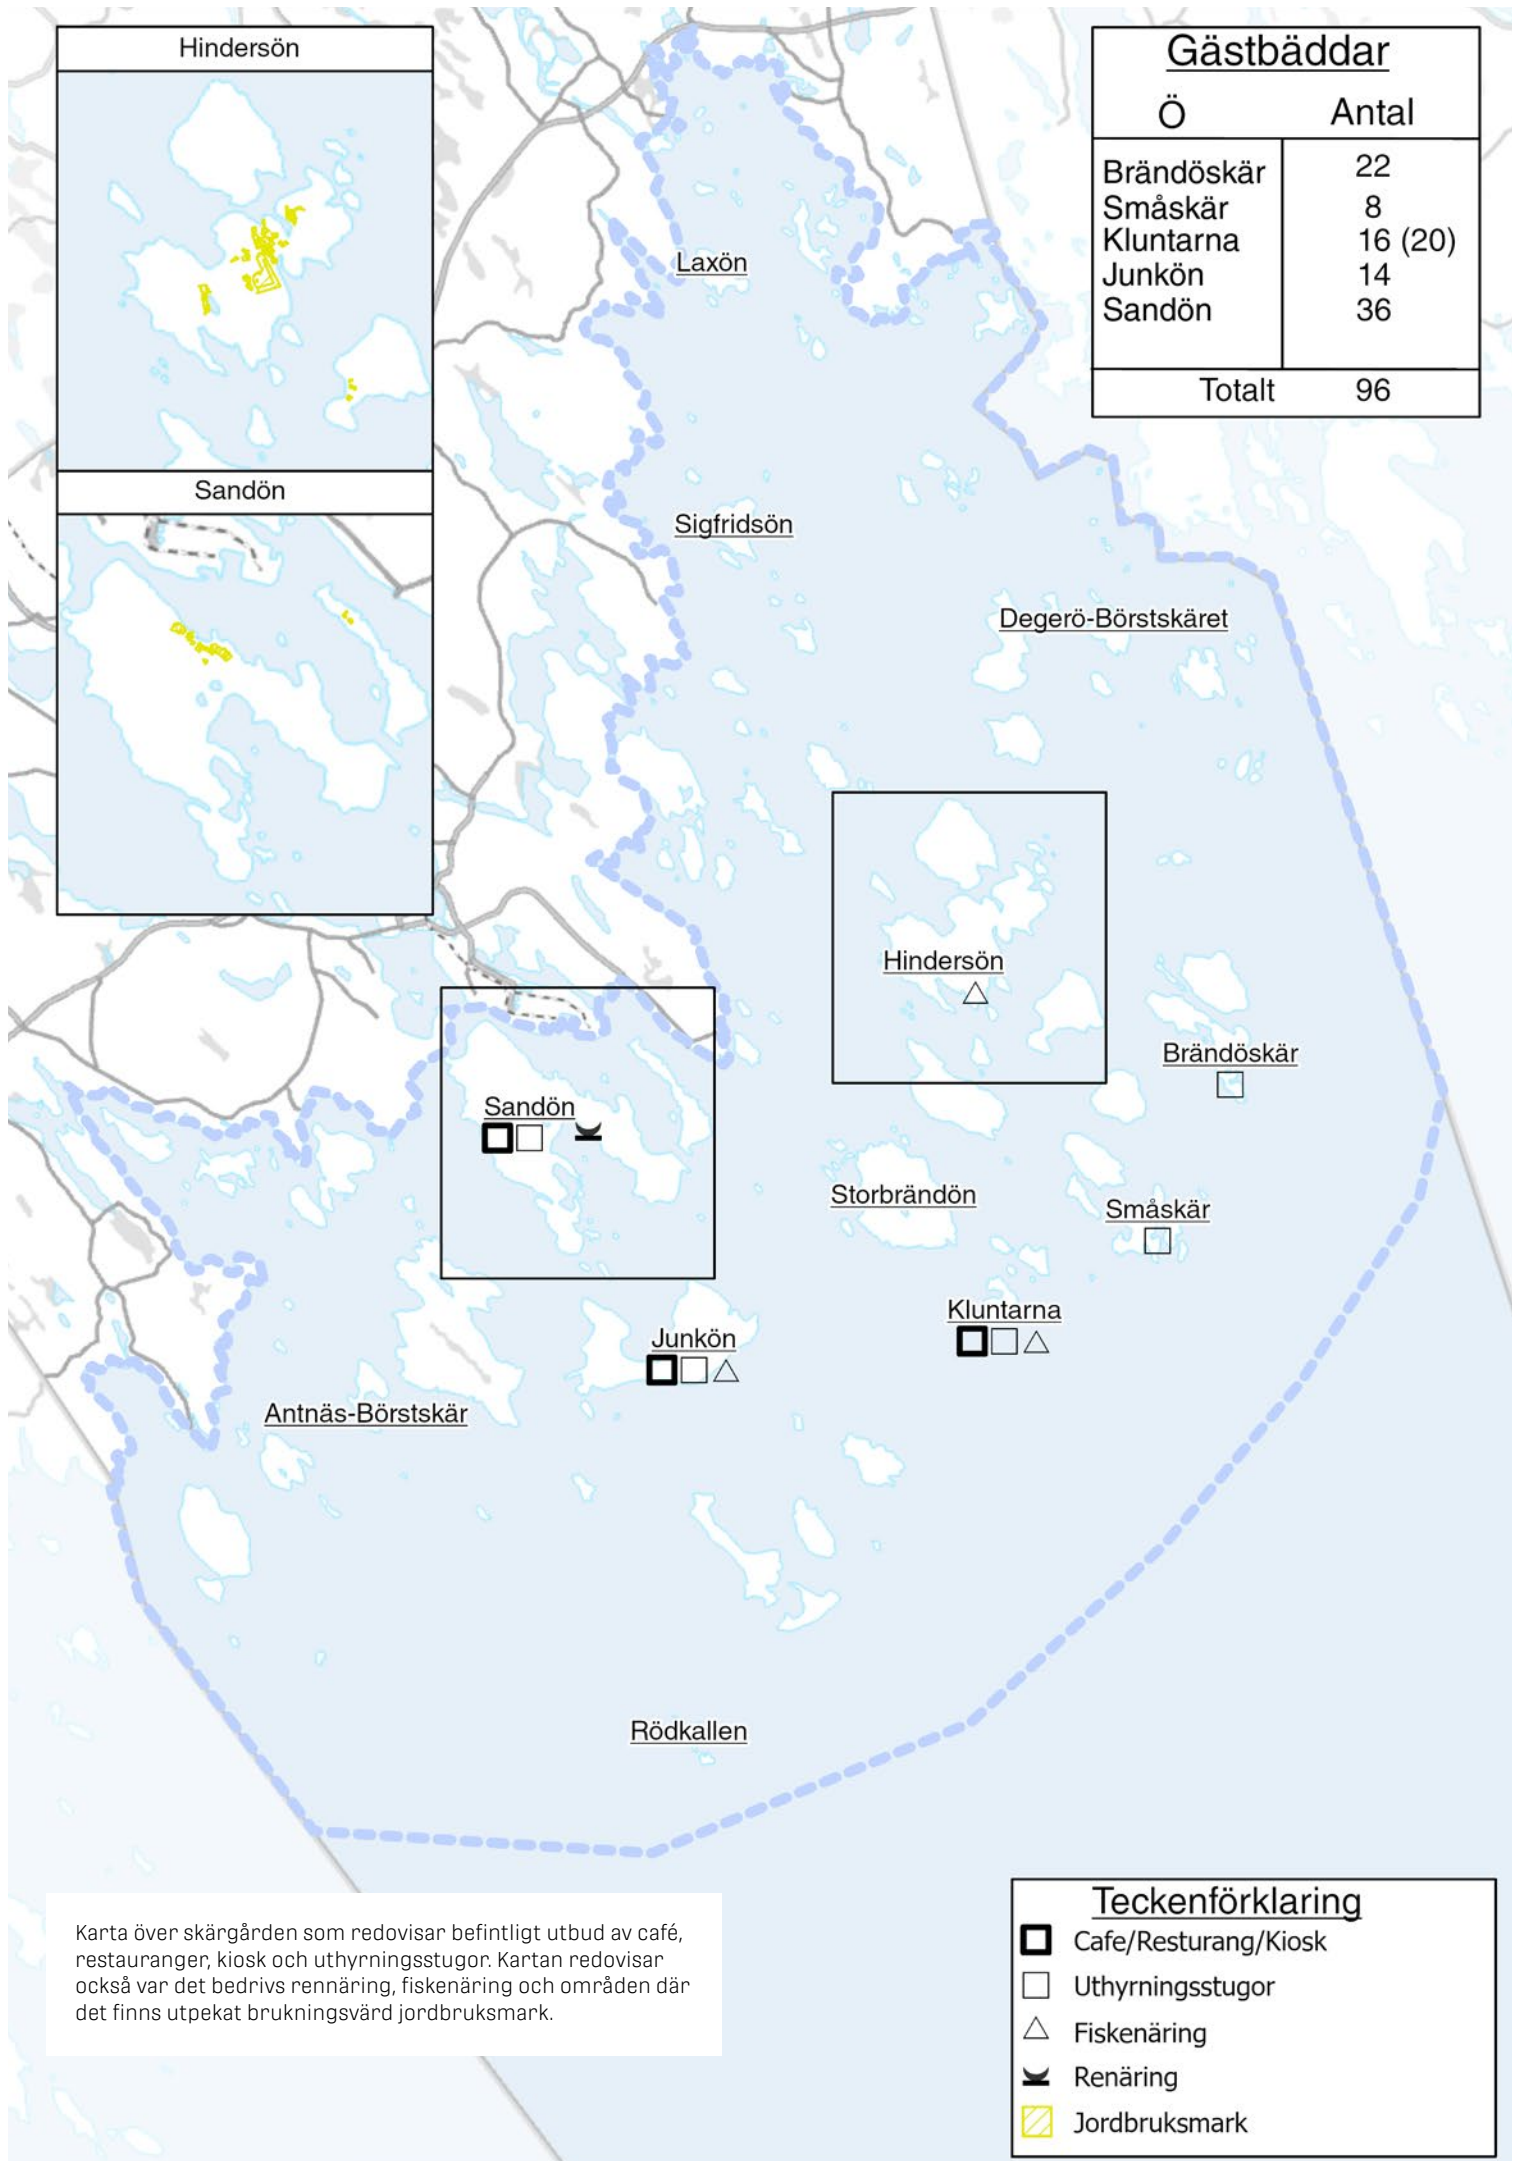 Hindersön
Sandön
Gästbäddar
Ö Antal
Brändöskär 22
Småskär 8
Kluntarna 16 (20)
Junkön 14
Sandön 36
Totalt 96
Laxön
Sigfridsön
Degerö-Börstskäret
Hindersön
Brändöskär
Sandön
Storbrändön
Småskär
Kluntarna
Junkön
Antnäs-Börstskär
Rödkallen
Karta över skärgården som redovisar befintligt utbud av café,
restauranger, kiosk och uthyrningsstugor. Kartan redovisar
också var det bedrivs rennäring, fiskenäring och områden där
det finns utpekat brukningsvärd jordbruksmark.
Teckenförklaring
Cafe/Resturang/Kiosk
Uthyrningsstugor
Fiskenäring
Renäring
Jordbruksmark